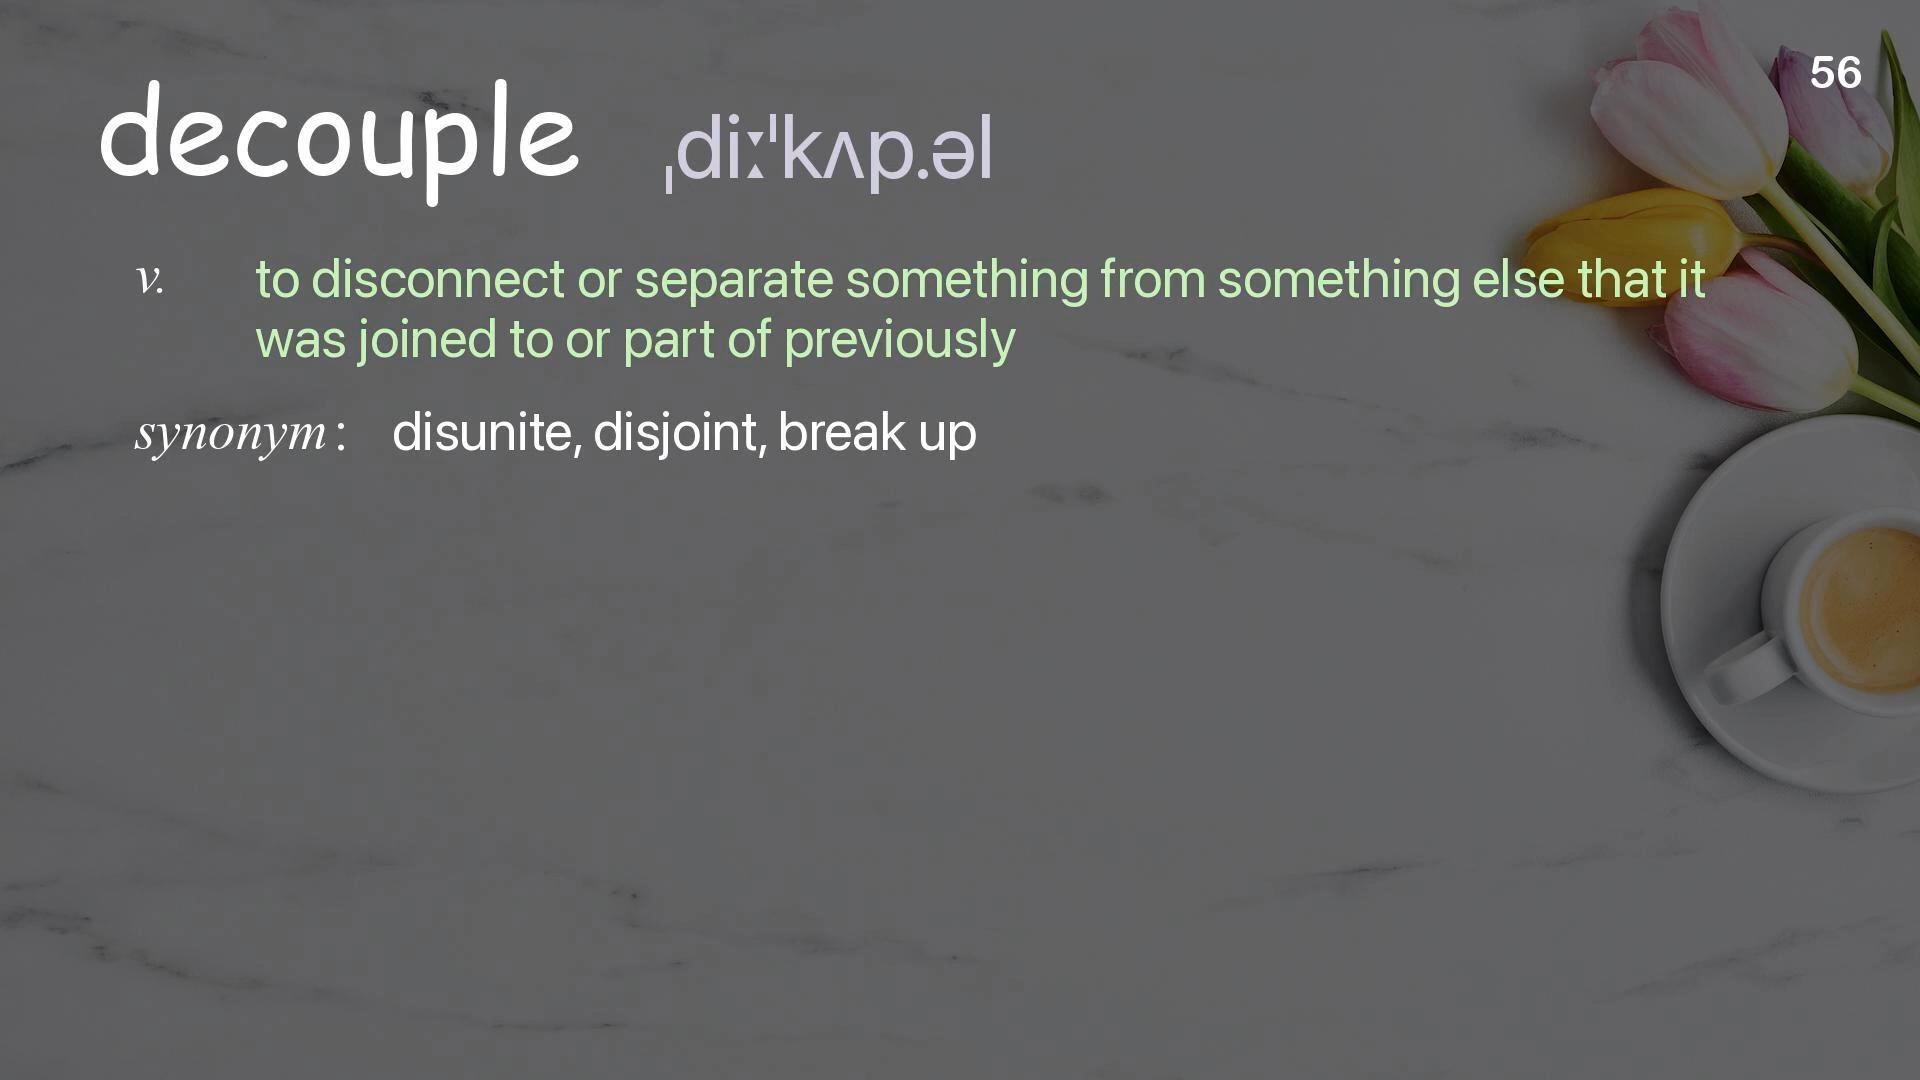 56
decouple ˌdiːˈkʌp.əl
v. to disconnect or separate something from something else that it
was joined to or part of previously
synonym : disunite, disjoint, break up